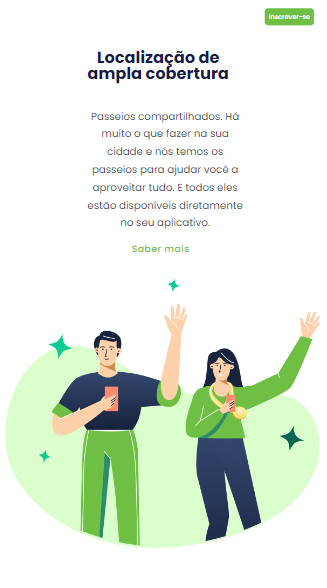 Inscrever-se
Localização de
ampla cobertura
Passeios compartilhados. Há
muito o que fazer na sua
cidade e nós temos os
passeios para ajudar você a
aproveitar tudo. E todos eles
estão disponíveis diretamente
no seu aplicativo.
Saber mais